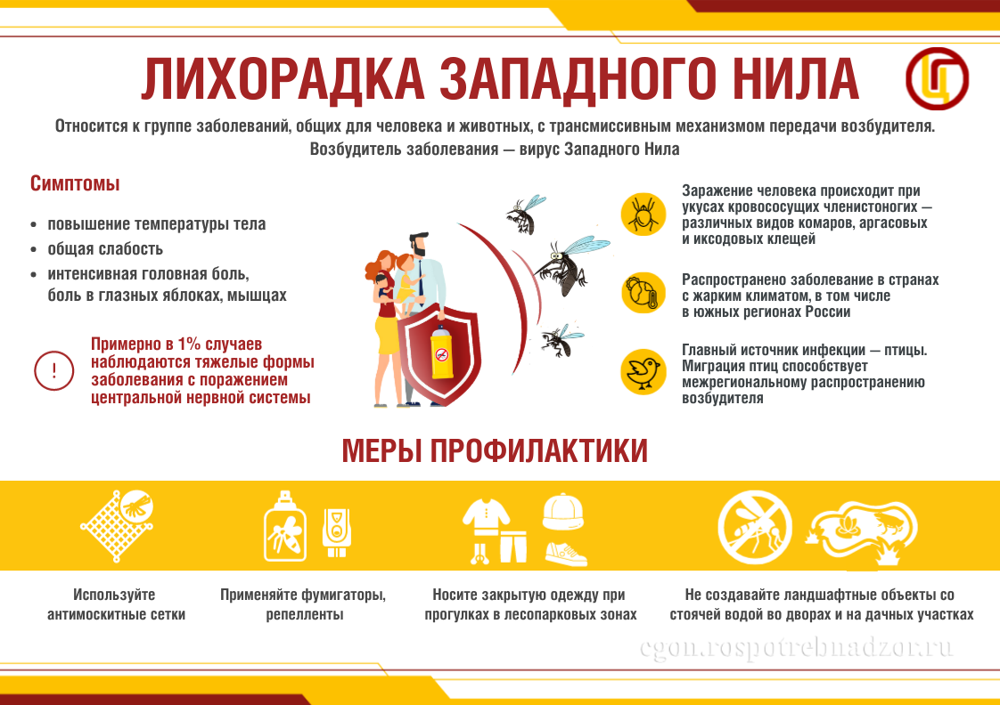 ЛИХОРАДКА ЗАПАДНОГО НИЛА
Относится к группе заболеваний, общих для человека и животных, с трансмиссивным механизмом передачи возбудителя.
Возбудитель заболевания — вирус Западного Нила
Симптомы
• повышение температуры тела
• общая слабость
• интенсивная головная боль,
боль в глазных яблоках, мышцах
!
Примерно в 1% случаев
наблюдаются тяжелые формы
заболевания с поражением
центральной нервной системы
Заражение человека происходит при
укусах кровососущих членистоногих —
различных видов комаров, аргасовых
и иксодовых клещей
Распространено заболевание в странах
с жарким климатом, в том числе
в южных регионах России
Главный источник инфекции — птицы.
Миграция птиц способствует
межрегиональному распространению
возбудителя
МЕРЫ ПРОФИЛАКТИКИ
Используйте
антимоскитные сетки
Применяйте фумигаторы,
репелленты
Носите закрытую одежду при
прогулках в лесопарковых зонах
Не создавайте ландшафтные объекты со
стоячей водой во дворах и на дачных участках
cgon.rospotrebnadzor.ru